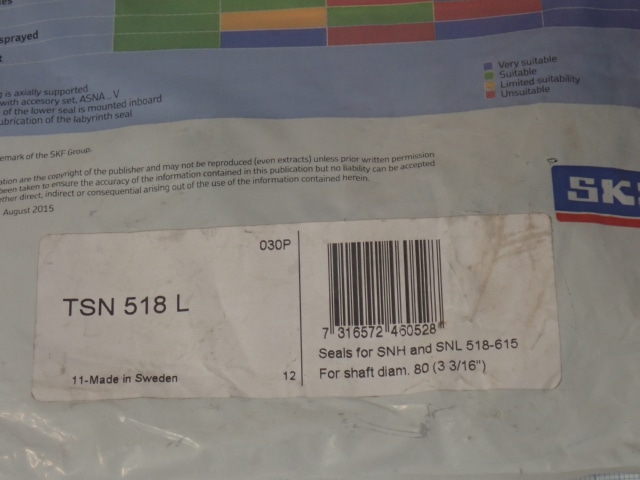 sprayed
Very suitable
Suitable
Limited suitability
Unsuitable
is axially supported
with accesory set, ASNA .. V
of the lower seal is mounted inboard
of the labyrinth seal
of the SKF Group.
are the copyright of the publisher and may not be reproduced (even extracts) unless prior written permission
been taken to ensure the accuracy of the information contained in this publication but no liability can be accepted
direct, indirect or consequential arising out of the use of the information contained herein.
August 2015
SK
030P
TSN 518 L
7 316572 460528
Seals for SNH and SNL 518-615
For shaft diam. 80 (3 3/16")
11-Made in Sweden
12